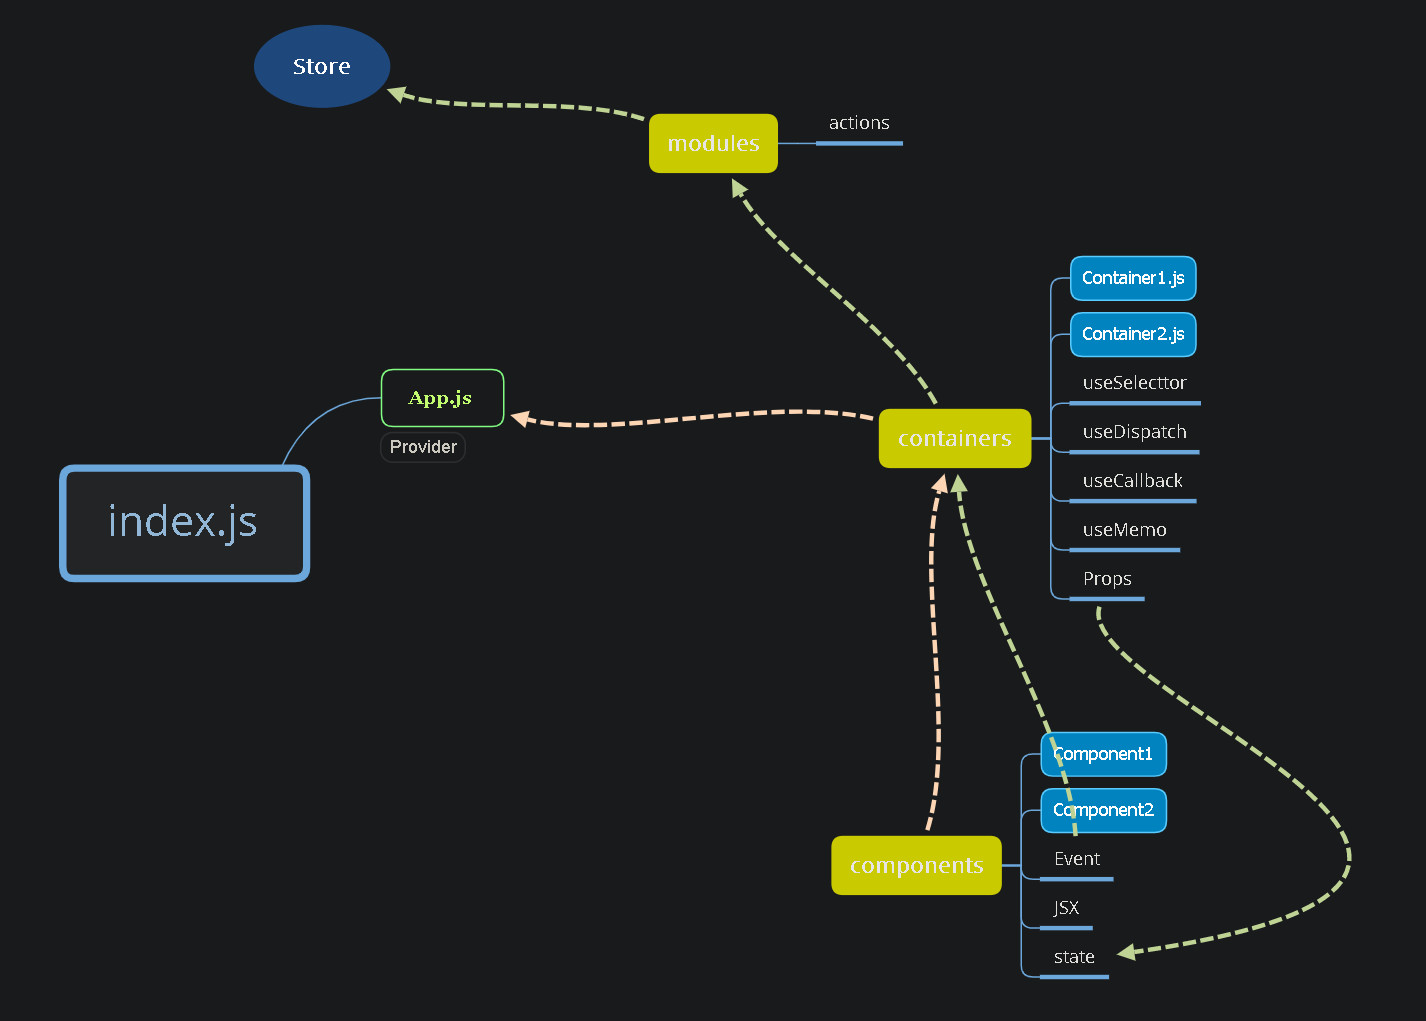 Store
modules
actions
Container1.js
Container2.js
useSelecttor
useDispatch
useCallback
useMemo
Props
containers
App.js
Provider
index.js
Component1
Component2
Event
JSX
state
components